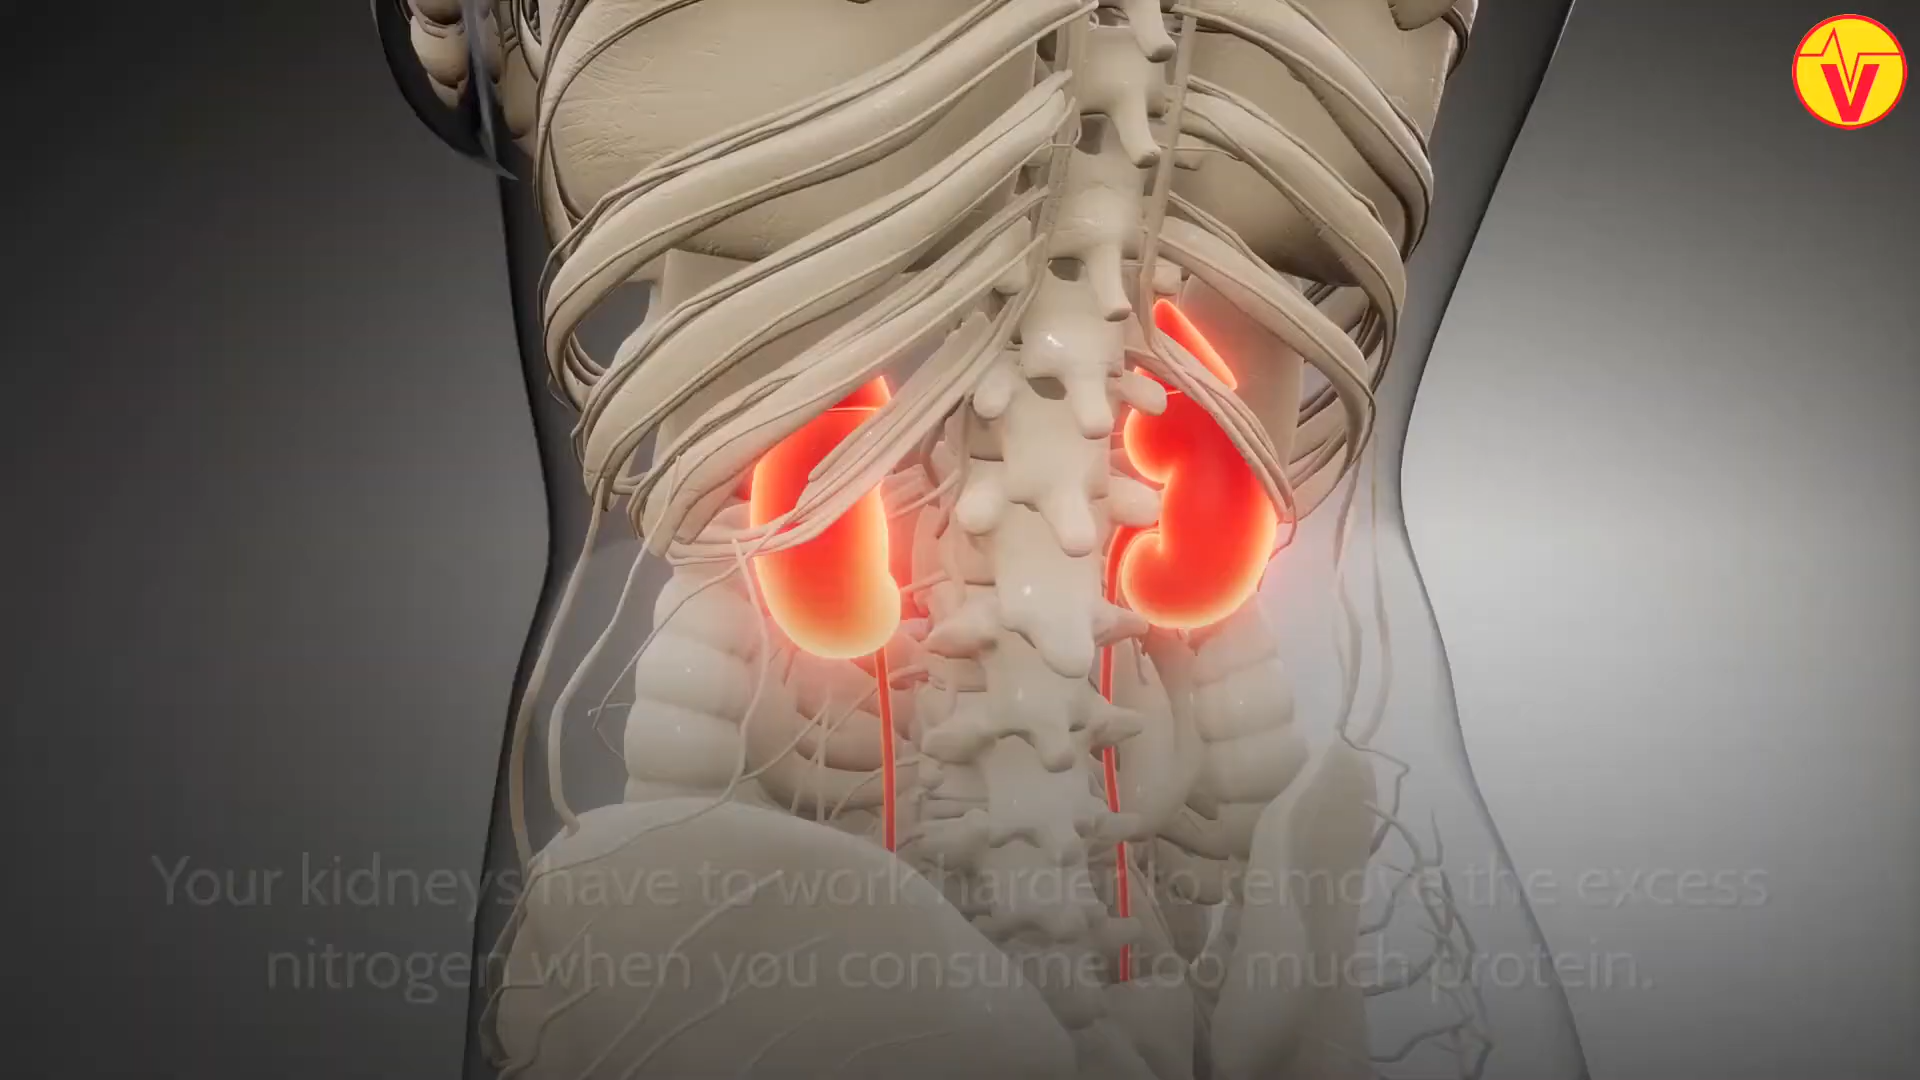 V
Your kidneys have to work harder to remove the excess
nitrogen when you consume too much protein.